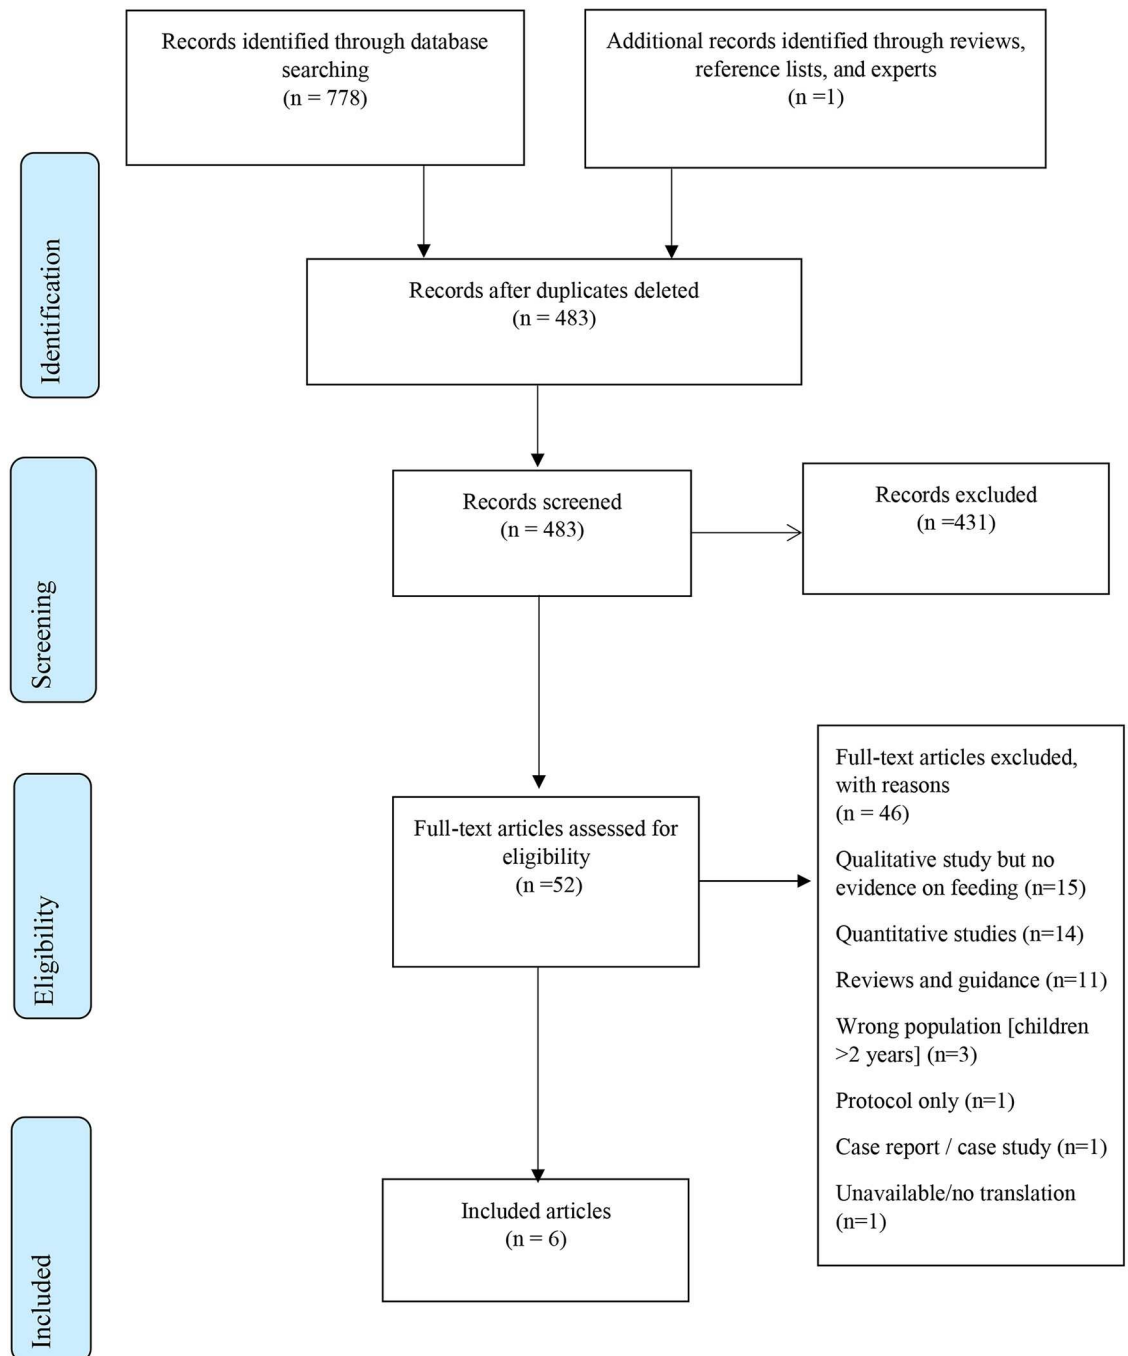 Records identified through database
searching
(n = 778)
Additional records identified through reviews,
reference lists, and experts
(n =1)
Identification
Records after duplicates deleted
(n = 483)
Screening
Records screened
(n = 483)
Records excluded
(n =431)
Eligibility
Full-text articles assessed for
eligibility
(n =52)
Full-text articles excluded,
with reasons
(n = 46)
Qualitative study but no
evidence on feeding (n=15)
Quantitative studies (n=14)
Reviews and guidance (n=11)
Wrong population [children
>2 years] (n=3)
Protocol only (n=1)
Case report / case study (n=1)
Unavailable/no translation
(n=1)
Included
Included articles
(n = 6)